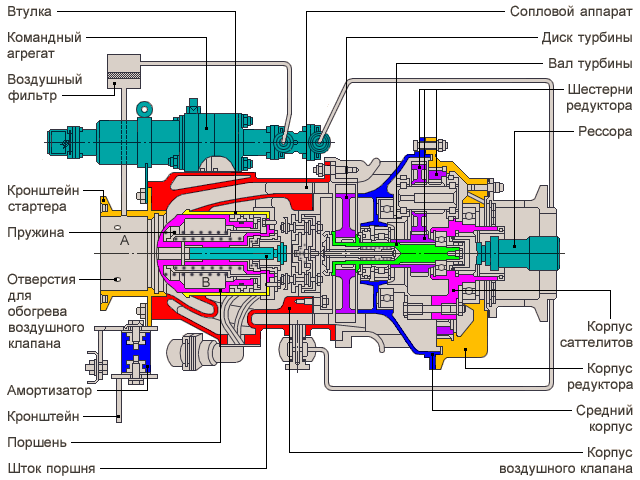 Втулка
Командный
агрегат
Воздушный
фильтр
Кронштейн
стартера
Пружина
Отверстия
для
обогрева
воздушного
клапана
Амортизатор
Кронштейн
Поршень
Шток поршня
A
B
Сопловой аппарат
Диск турбины
Вал турбины
Шестерни
редуктора
Рессора
Корпус
саттелитов
Корпус
редуктора
Средний
корпус
Корпус
воздушного клапана